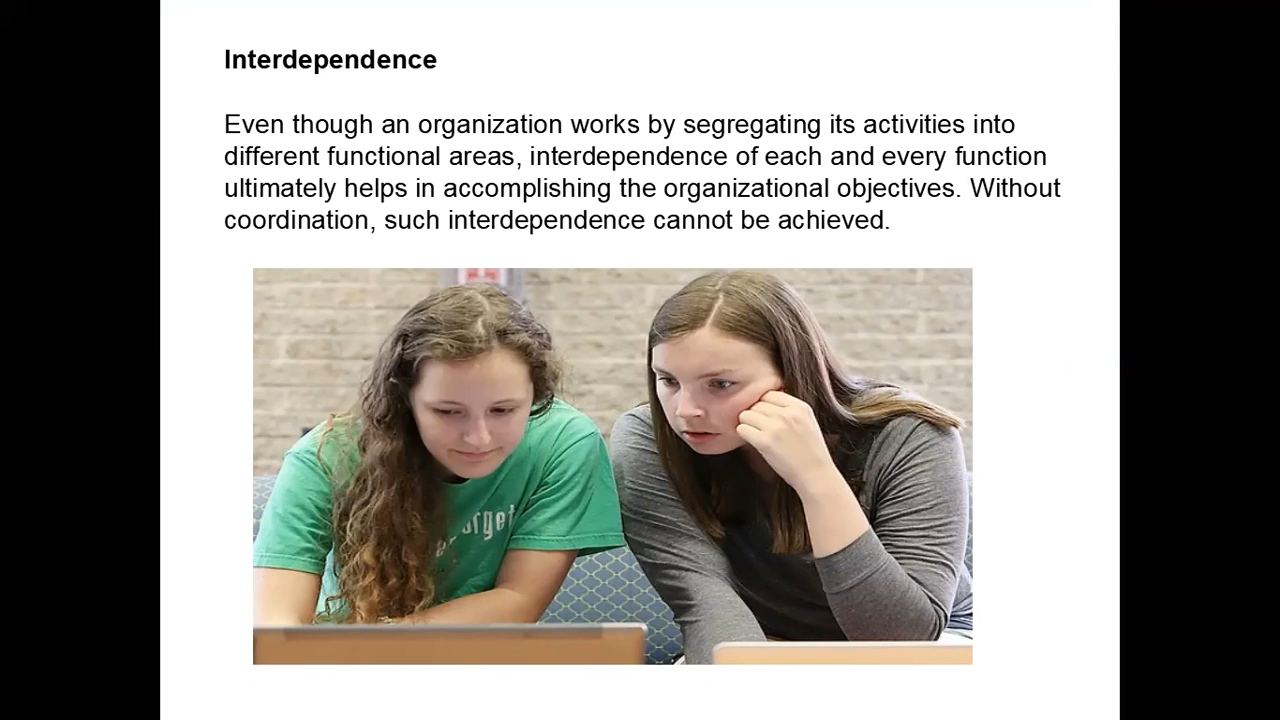 Interdependence
Even though an organization works by segregating its activities into
different functional areas, interdependence of each and every function
ultimately helps in accomplishing the organizational objectives. Without
coordination, such interdependence cannot be achieved.